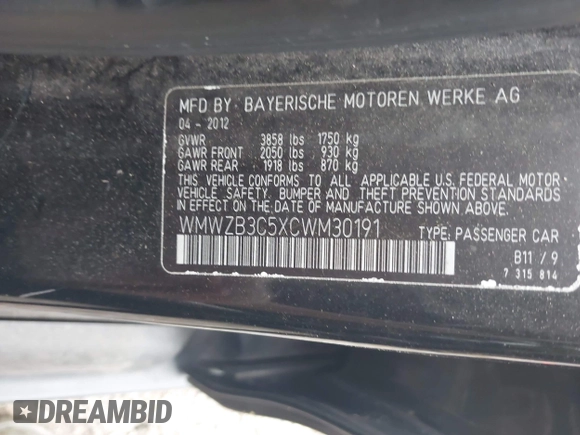 MFD BY: BAYERISCHE MOTOREN WERKE AG
04 - 2012
GVWR 3858 lbs 1750 kg
GAWR FRONT 2050 lbs 930 kg
GAWR REAR 1918 lbs 870 kg
THIS VEHICLE CONFORMS TO ALL APPLICABLE U.S. FEDERAL MOTOR-
VEHICLE SAFETY, BUMPER AND THEFT PREVENTION STANDARDS
IN EFFECT ON THE DATE OF MANUFACTURE SHOWN ABOVE.
WMWZB3C5XCWM30191 TYPE: PASSENGER CAR
B11 / 9
7 315 814
DREAMBID